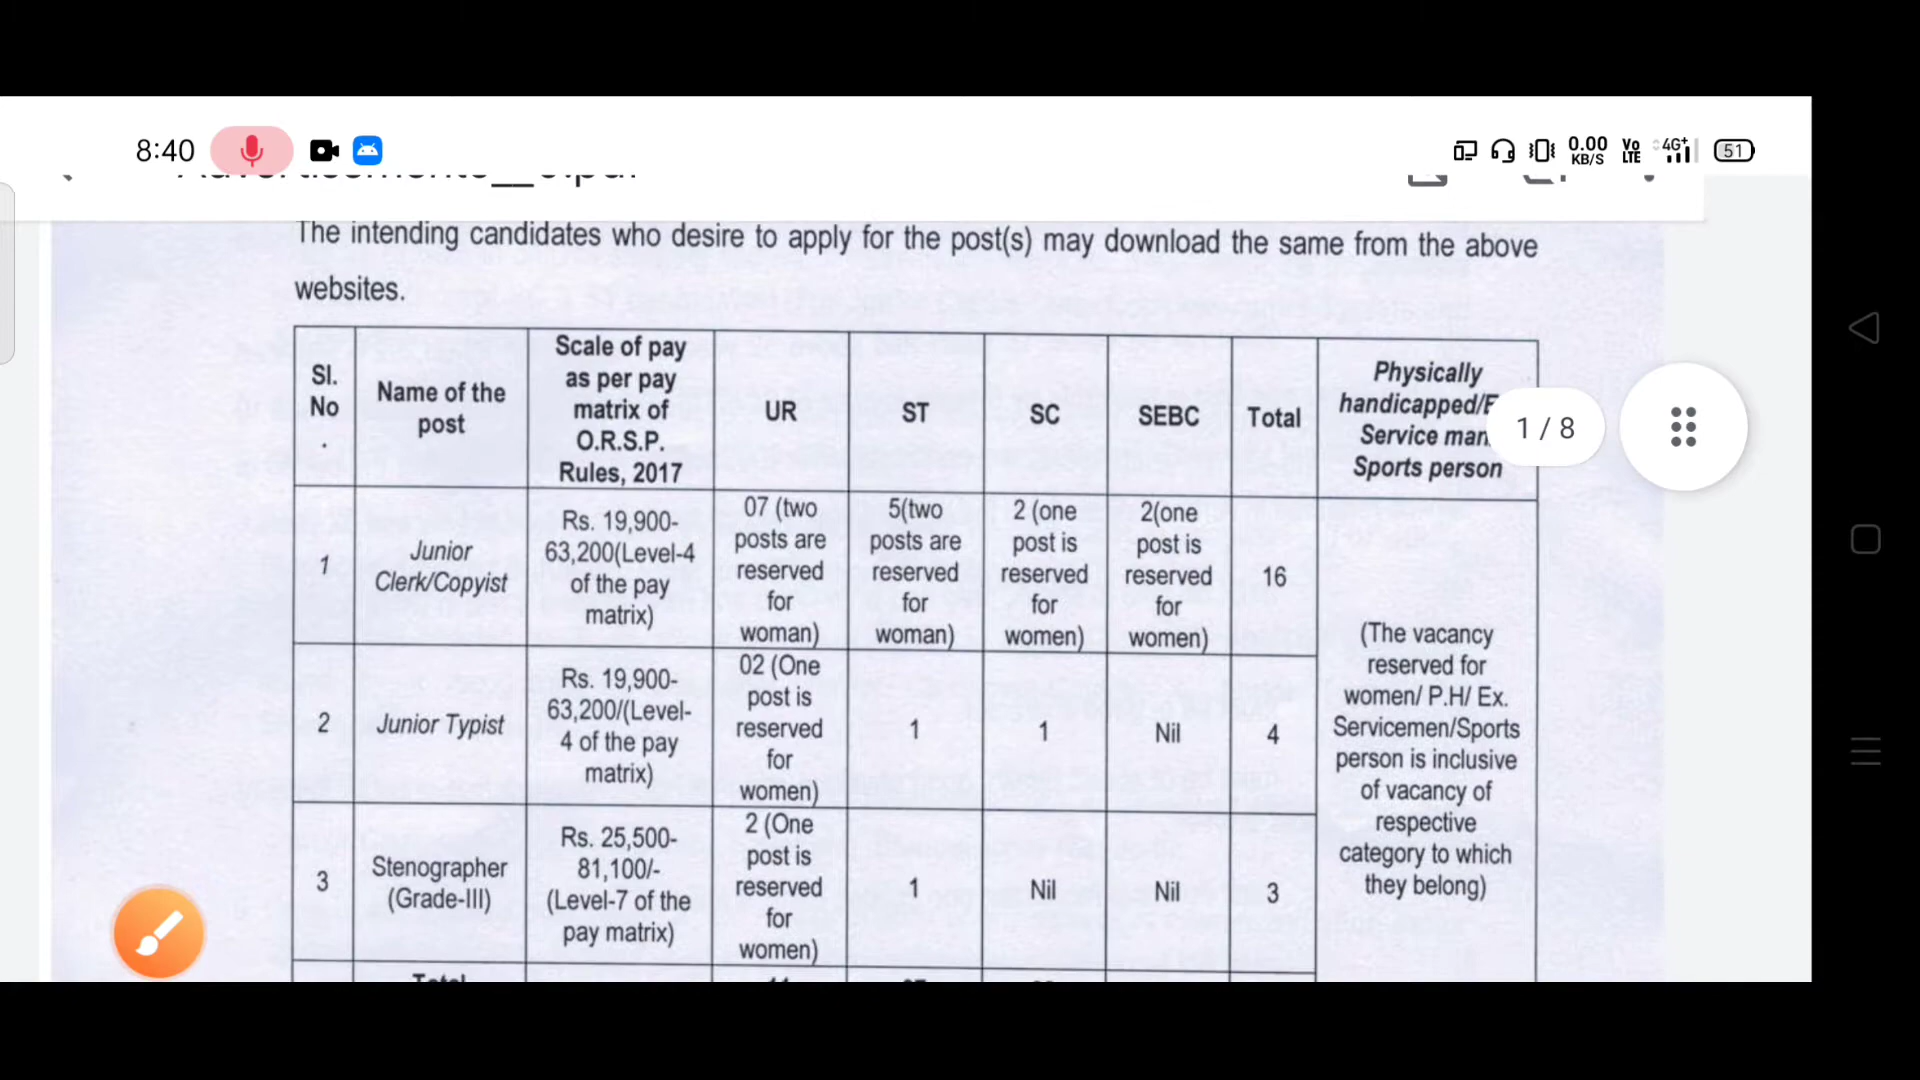 8:40
0.00
KB/S
Vo
LTE
4G+
51
The intending candidates who desire to apply for the post(s) may download the same from the above
websites.
Sl.
No
.
Name of the
post
Scale of pay
as per pay
matrix of
O.R.S.P.
Rules, 2017
UR
ST
SC
SEBC
Total
Physically
handicapped/E
Service man
Sports person
1 / 8
1
Junior
Clerk/Copyist
Rs. 19,900-
63,200(Level-4
of the pay
matrix)
07 (two
posts are
reserved
for
woman)
5(two
posts are
reserved
for
woman)
2 (one
post is
reserved
for
women)
2(one
post is
reserved
for
women)
16
(The vacancy
reserved for
women/ P.H/ Ex.
Servicemen/Sports
person is inclusive
of vacancy of
respective
category to which
they belong)
2
Junior Typist
Rs. 19,900-
63,200/(Level-
4 of the pay
matrix)
02 (One
post is
reserved
for
women)
1
1
Nil
4
3
Stenographer
(Grade-III)
Rs. 25,500-
81,100/-
(Level-7 of the
pay matrix)
2 (One
post is
reserved
for
women)
1
Nil
Nil
3
Total